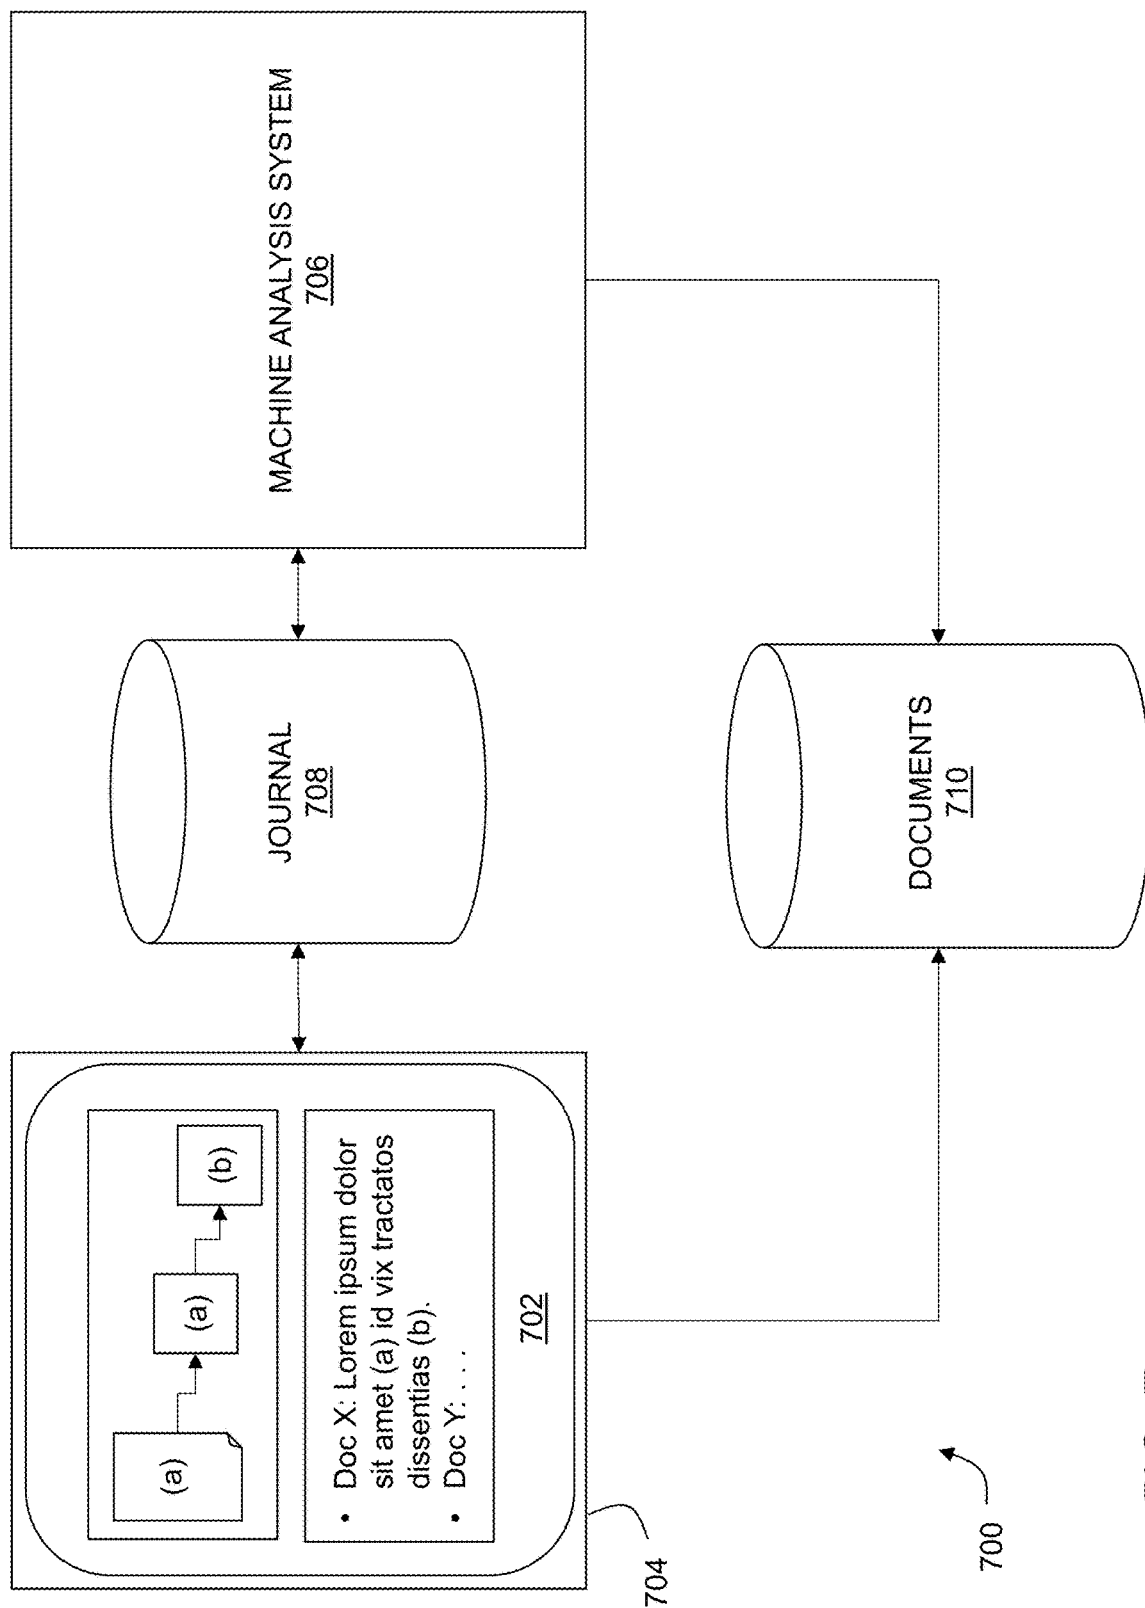 (a)
(a)
(b)
• Doc X: Lorem ipsum dolor
sit amet (a) id vix tractatos
dissentias (b).
• Doc Y: . . . .
702
704
JOURNAL
708
MACHINE ANALYSIS SYSTEM
706
DOCUMENTS
710
700